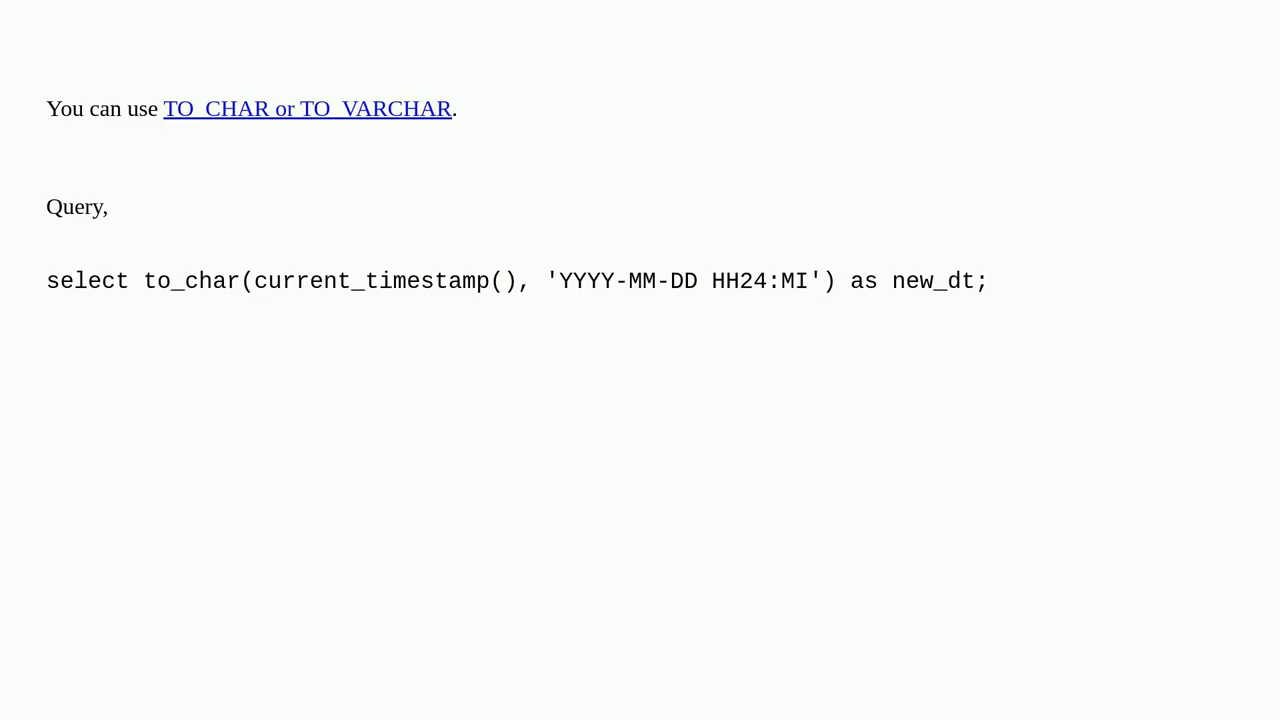 You can use TO_CHAR or TO_VARCHAR.
Query,
select to_char(current_timestamp(), 'YYYY-MM-DD HH24:MI') as new_dt;